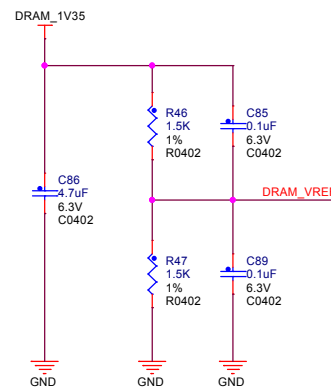 DRAM_1V35
R46
1.5K
1%
R0402
C85
0.1uF
6.3V
C0402
C86
4.7uF
6.3V
C0402
DRAM_VREF
R47
1.5K
1%
R0402
C89
0.1uF
6.3V
C0402
GND
GND
GND